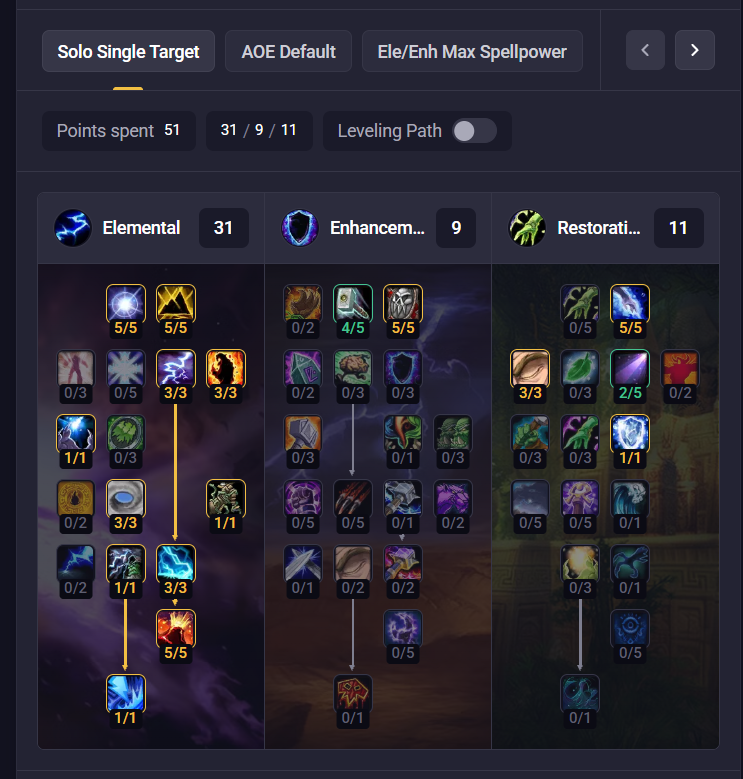 Solo Single Target AOE Default Ele/Enh Max Spellpower
Points spent 51 31 / 9 / 11 Leveling Path
Elemental 31 Enhancem... 9 Restorati... 11
5/5 5/5 0/2 4/5 5/5 0/5 5/5
0/3 0/5 3/3 3/3 0/2 0/3 0/3 3/3 0/3 2/5 0/2
1/1 0/3 0/3 0/1 0/3 0/3 0/3 1/1
0/2 3/3 1/1 0/5 0/5 0/1 0/2 0/5 0/5 0/1
0/2 1/1 3/3 0/1 0/2 0/2 0/3 0/1
5/5 0/5 0/5
1/1 0/1 0/1